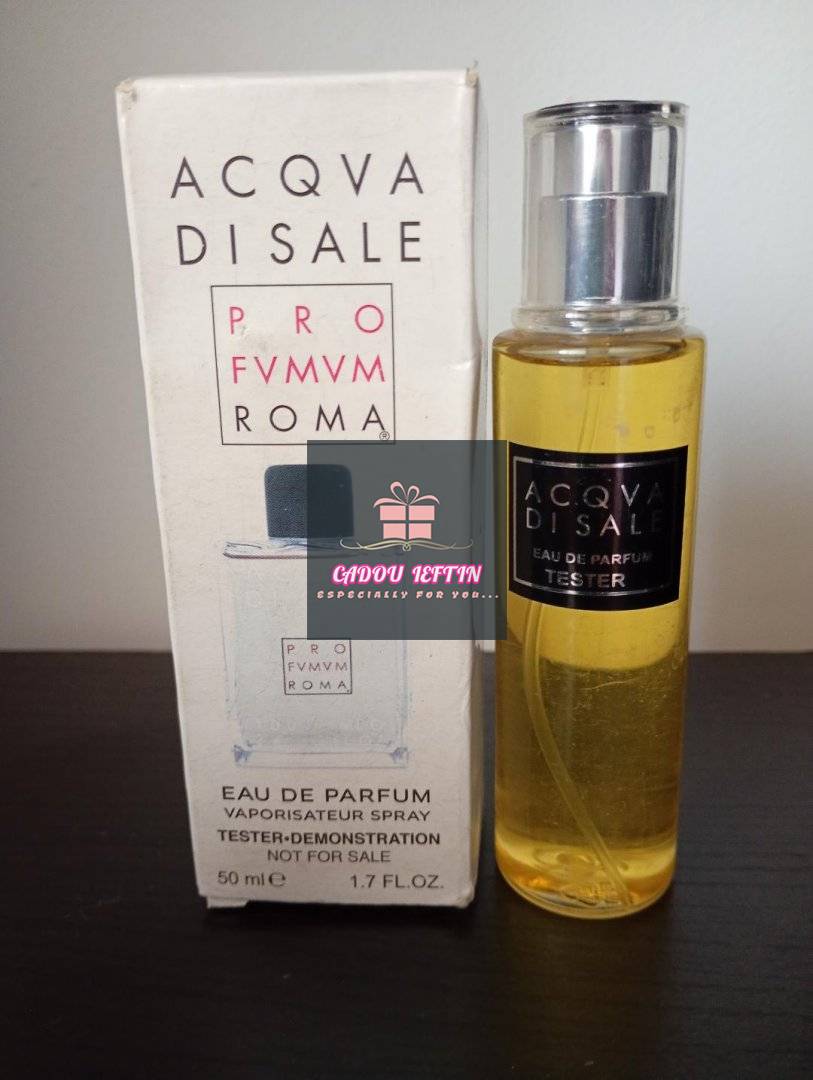 ACQVA
DI SALE
PRO
FVMVM
ROMA®
PRO
FVMVM
ROMA
EAU DE PARFUM
VAPORISATEUR SPRAY
TESTER•DEMONSTRATION
NOT FOR SALE
50 ml ℮ 1.7 FL.OZ.
CADOU IEFTIN
ESPECIALLY FOR YOU...
ACQVA
DI SALE
EAU DE PARFUM
TESTER